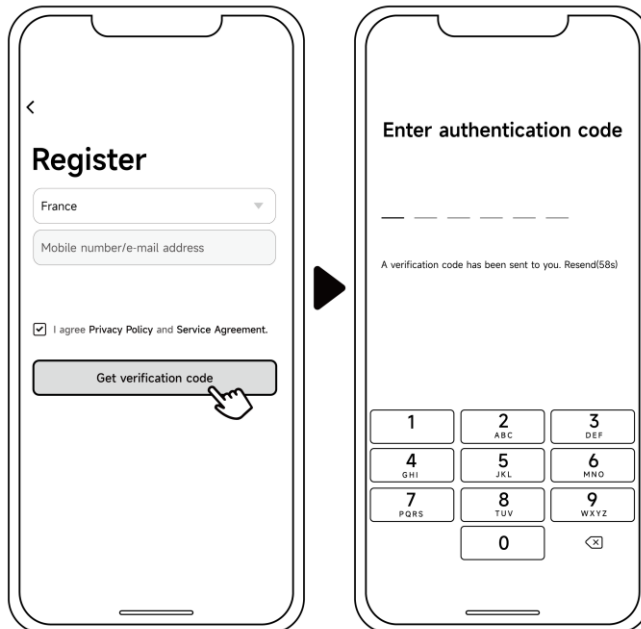 Register
France
Mobile number/e-mail address
I agree Privacy Policy and Service Agreement.
Get verification code
Enter authentication code
A verification code has been sent to you. Resend(58s)
1
2
ABC
3
DEF
4
GHI
5
JKL
6
MNO
7
PQRS
8
TUV
9
WXYZ
0